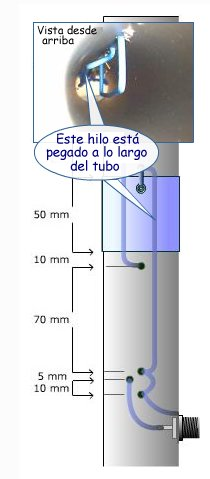 Vista desde
arriba
Este hilo está
pegado a lo largo
del tubo
50 mm
10 mm
70 mm
5 mm
10 mm